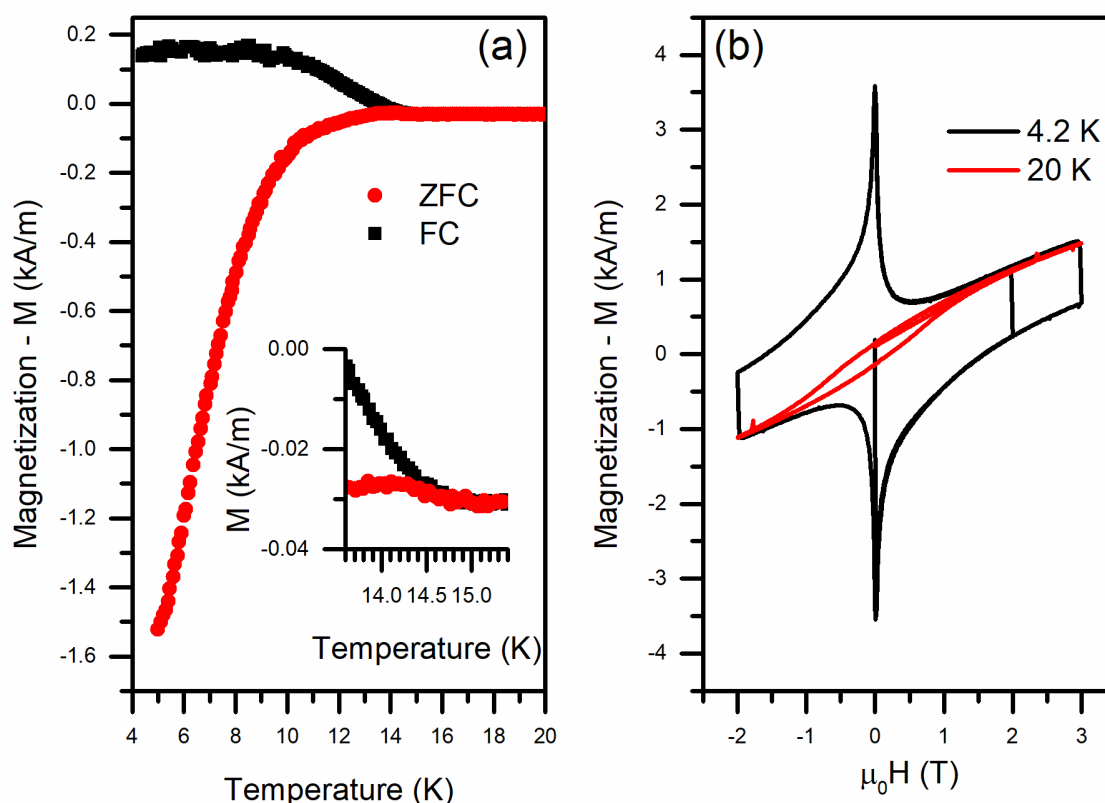 (a)
Magnetization - M (kA/m)
0.2
0.0
-0.2
-0.4
-0.6
-0.8
-1.0
-1.2
-1.4
-1.6
ZFC
FC
M (kA/m)
0.00
-0.02
-0.04
14.0 14.5 15.0
Temperature (K)
4 6 8 10 12 14 16 18 20
Temperature (K)
(b)
Magnetization - M (kA/m)
4
3
2
1
0
-1
-2
-3
-4
4.2 K
20 K
-2 -1 0 1 2 3
μ₀H (T)